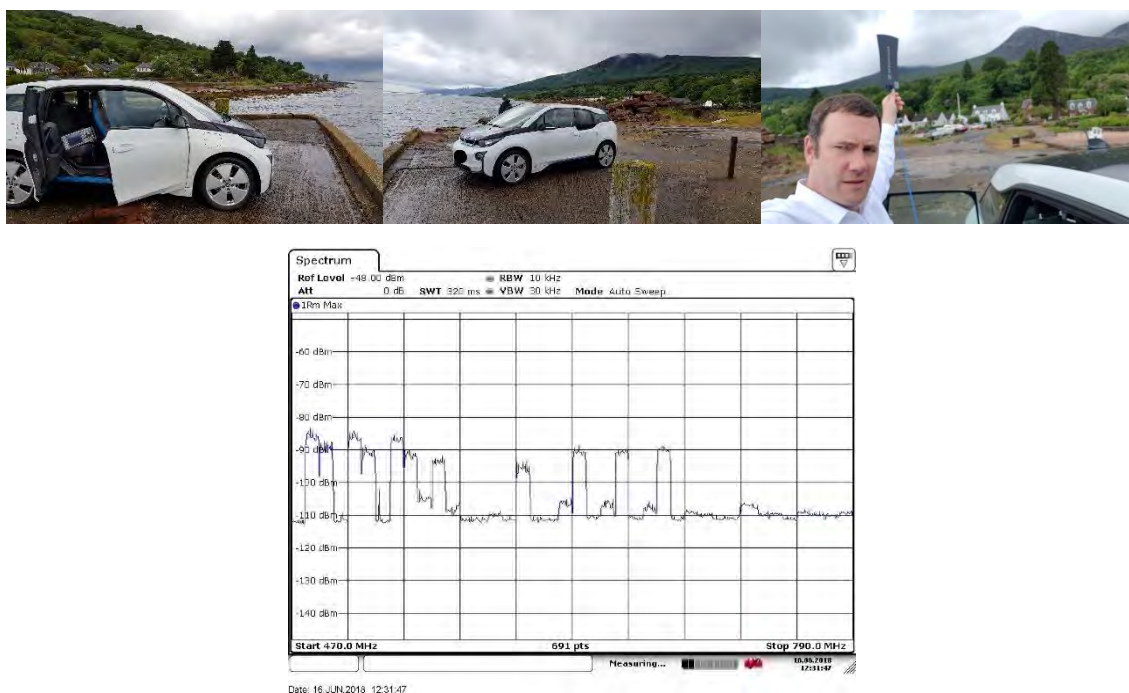 Spectrum
Ref Level -48.00 dBm RBW 10 kHz
Att 0 dB SWT 320 ms VBW 30 kHz Mode Auto Sweep
1Rm Max
-60 dBm
-70 dBm
-80 dBm
-90 dBm
-100 dBm
-110 dBm
-120 dBm
-130 dBm
-140 dBm
Start 470.0 MHz 691 pts Stop 790.0 MHz
Measuring... 16.06.2018
12:31:47
Date: 16.JUN.2018 12:31:47